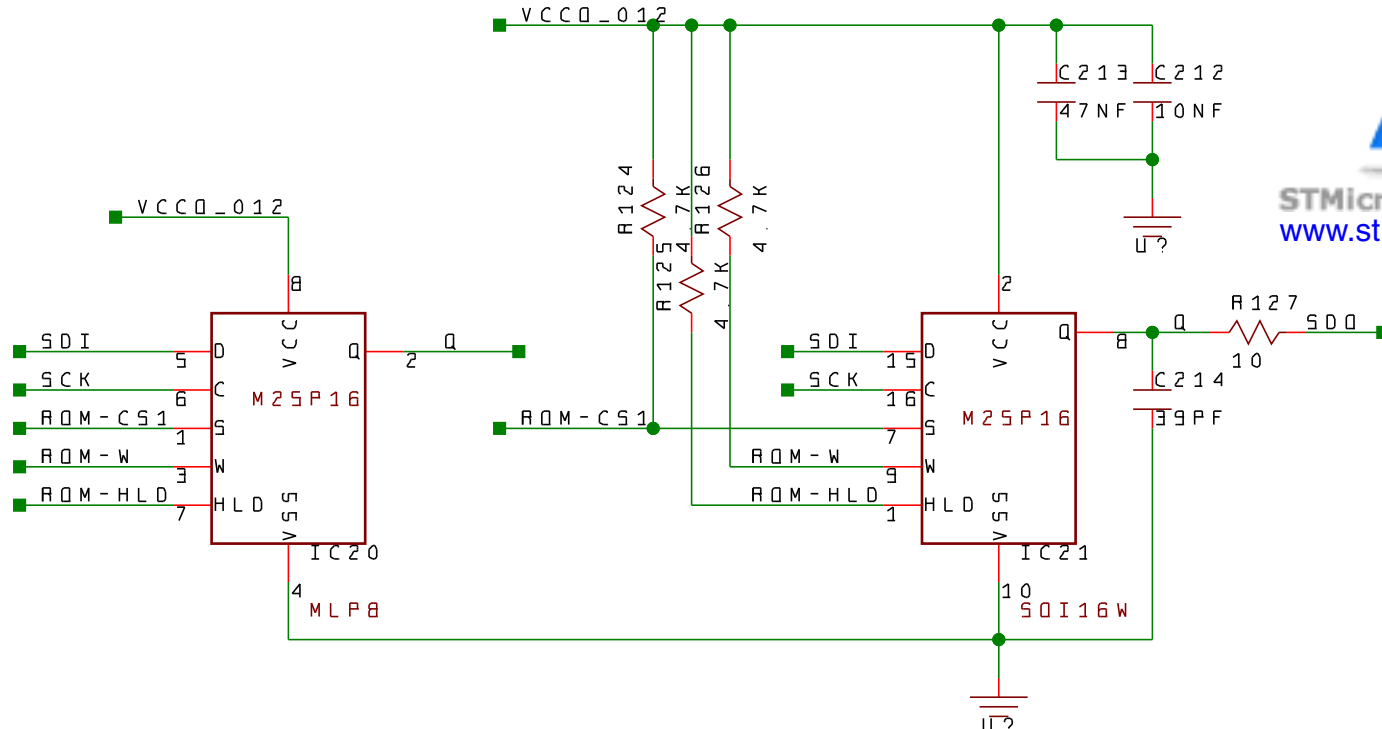 VCCO_012
C213
C212
47NF
10NF
R124
4.7K
R126
4.7K
R125
4.7K
U?
STMicr
www.st
VCCO_012
8
VCC
SDI
5
D
SCK
6
C
ROM-CS1
1
S
ROM-W
3
W
ROM-HLD
7
HLD
M25P16
Q
2
Q
VSS
IC20
4
MLP8
2
VCC
SDI
15
D
SCK
16
C
ROM-CS1
7
S
ROM-W
9
W
ROM-HLD
1
HLD
M25P16
Q
8
Q
R127
10
SDO
C214
39PF
VSS
IC21
10
SOI16W
U?